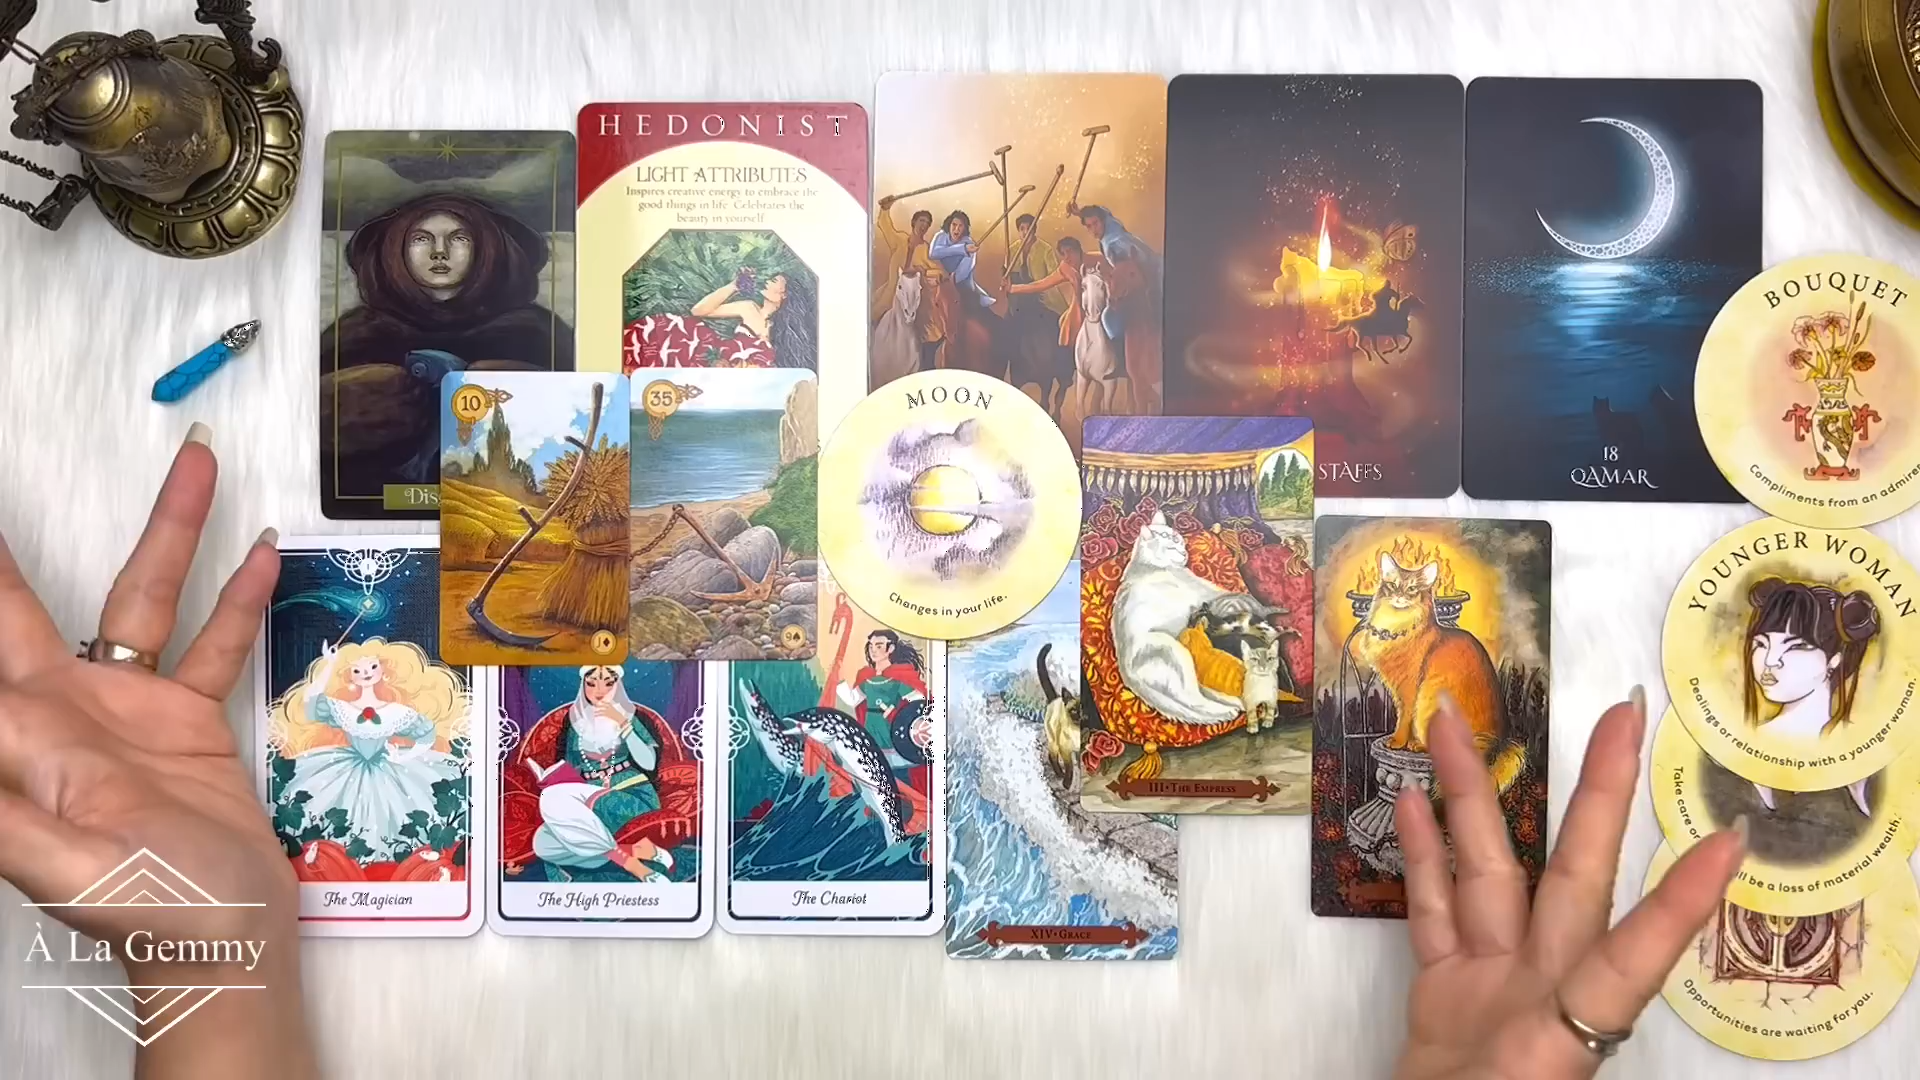 HEDONIST
LIGHT ATTRIBUTES
Inspires creative energy to embrace the
good things in life. Celebrates the
beauty in yourself
STAFFS
18
QAMAR
BOUQUET
Compliments from an admirer
10
35
MOON
Changes in your life.
J
9
YOUNGER WOMAN
Dealings or relationship with a younger woman.
III • THE EMPRESS
Take care or
ill be a loss of material wealth.
I
The Magician
The High Priestess
The Chariot
XIV • GRACE
Opportunities are waiting for you.
À LA GEMMY